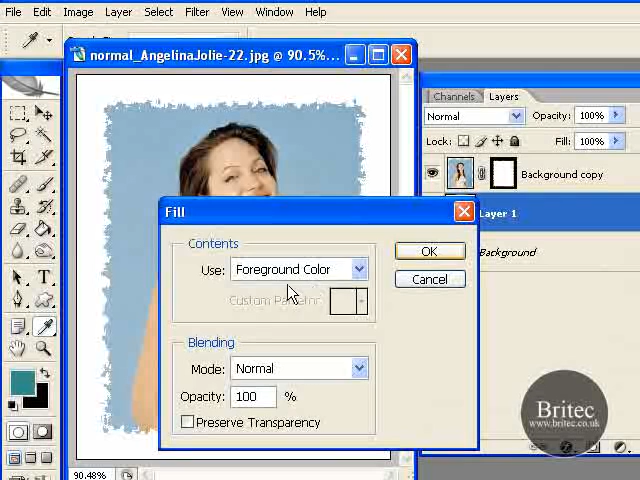 File Edit Image Layer Select Filter View Window Help
normal_AngelinaJolie-22.jpg @ 90.5%...
Channels Layers
Normal Opacity: 100%
Lock: Fill: 100%
Background copy
Layer 1
Background
Fill
Contents
Use: Foreground Color
Custom Pattern:
OK
Cancel
Blending
Mode: Normal
Opacity: 100 %
Preserve Transparency
Britec
www.britec.co.uk
90.48%